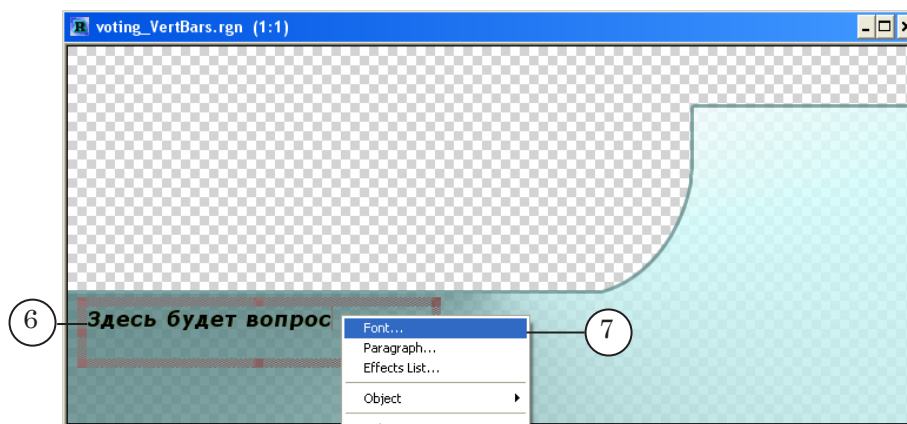 voting_VertBars.rgn (1:1)
6
Здесь будет вопрос
7
Font...
Paragraph...
Effects List...
Object